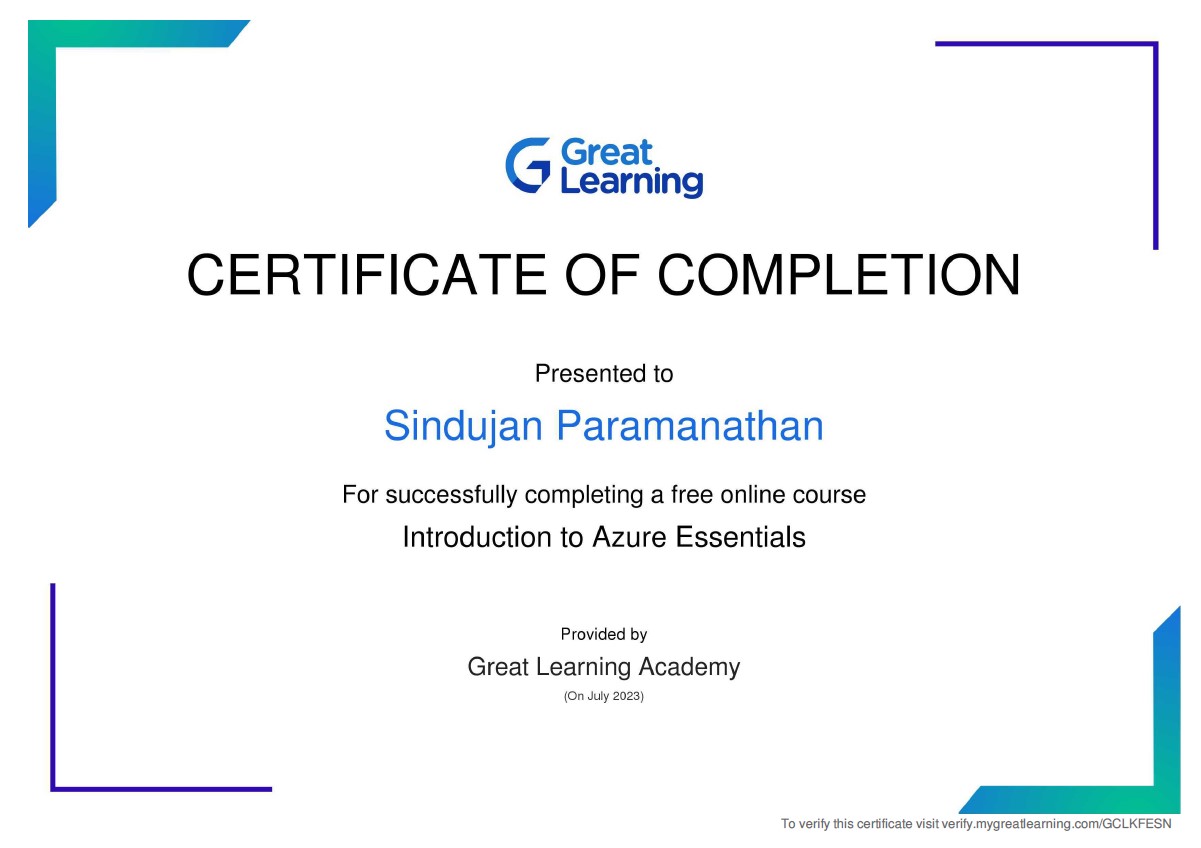 Great
Learning
CERTIFICATE OF COMPLETION
Presented to
Sindujan Paramanathan
For successfully completing a free online course
Introduction to Azure Essentials
Provided by
Great Learning Academy
(On July 2023)
To verify this certificate visit verify.mygreatlearning.com/GCLKFESN